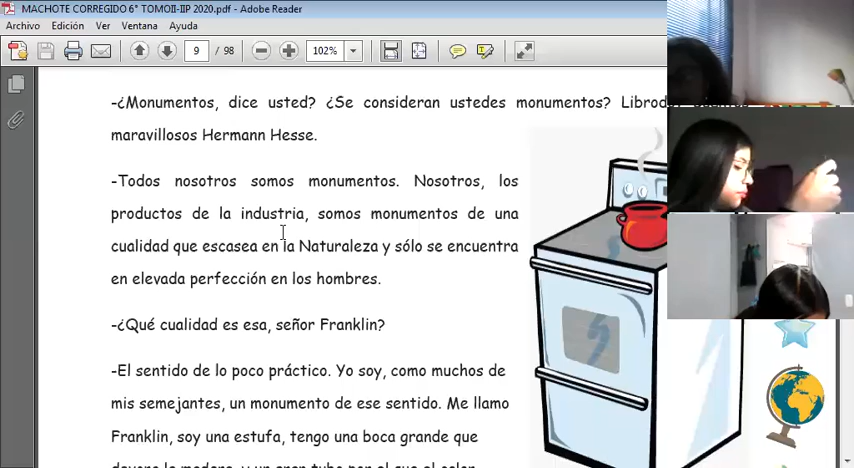 MACHOTE CORREGIDO 6° TOMOII-IIP 2020.pdf - Adobe Reader
Archivo Edición Ver Ventana Ayuda
9 / 98 102%
-¿Monumentos, dice usted? ¿Se consideran ustedes monumentos?
maravillosos Hermann Hesse.
-Todos nosotros somos monumentos. Nosotros, los
productos de la industria, somos monumentos de una
cualidad que escasea en la Naturaleza y sólo se encuentra
en elevada perfección en los hombres.
-¿Qué cualidad es esa, señor Franklin?
-El sentido de lo poco práctico. Yo soy, como muchos de
mis semejantes, un monumento de ese sentido. Me llamo
Franklin, soy una estufa, tengo una boca grande que